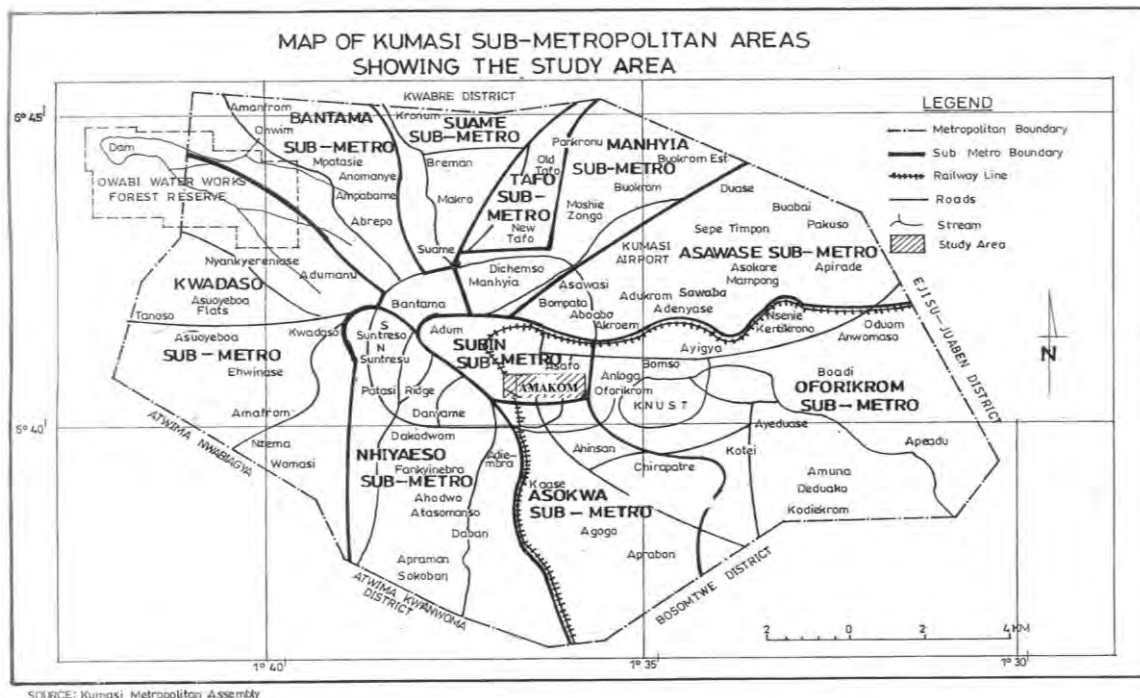 MAP OF KUMASI SUB-METROPOLITAN AREAS
SHOWING THE STUDY AREA
LEGEND
Metropolitan Boundary
Sub Metro Boundary
Railway Line
Roads
Stream
Study Area
6° 45'
5° 40'
KWABRE DISTRICT
Amanfrom
Ohwim
BANTAMA
SUB-METRO
Mpatasie
Anomanye
Ampabame
Abrepo
Kronum
SUAME
SUB-METRO
Breman
Makro
Suame
Old
Tafo
TAFO
SUB-
METRO
New
Tafo
Parkronu
MANHYIA
SUB-METRO
Buokrom Est
Buokrom
Moshie
Zongo
Dam
OWABI WATER WORKS
FOREST RESERVE
Nyankyereniase
Adumanu
KWADASO
Asuoyeboa
Flats
Tanoso
Asuoyeboa
Kwadaso
SUB-METRO
Ehwinase
Amafrom
Ntema
Womasi
ATWIMA NWABIAGYA
Duase
Buobai
Pakuso
Sepe Timpon
KUMASI
AIRPORT
ASAWASE SUB-METRO
Asokore
Mampong
Apirade
Dichemso
Manhyia
Asawasi
Bompata
Aboabo
Adukrom
Sawaba
Adenyase
Akroem
Nsenie
Kentikrono
Oduom
Anwomaso
EJISU-JUABEN DISTRICT
Bantama
S
Suntreso
N
Suntresu
Adum
SUBIN
SUB-METRO
Asafo
AMAKOM
Ayigya
Bomso
Anloga
Oforikrom
KNUST
Boadi
OFORIKROM
SUB-METRO
Patasi
Ridge
Danyame
Dakodwom
NHIYAESO
Fankyinebra
SUB-METRO
Ahodwo
Atasomanso
Daban
Apraman
Sokoban
Adie-
mbra
Kaase
ASOKWA
SUB-METRO
Agogo
Aprabon
Ahinsan
Chirapatre
Kotei
Ayeduase
Apeadu
Amuna
Deduako
Kodiekrom
ATWIMA KWANWOMA
DISTRICT
BOSOMTWE DISTRICT
N
2 0 2 4 KM
1° 40'
1° 35'
1° 30'
SOURCE: Kumasi Metropolitan Assembly